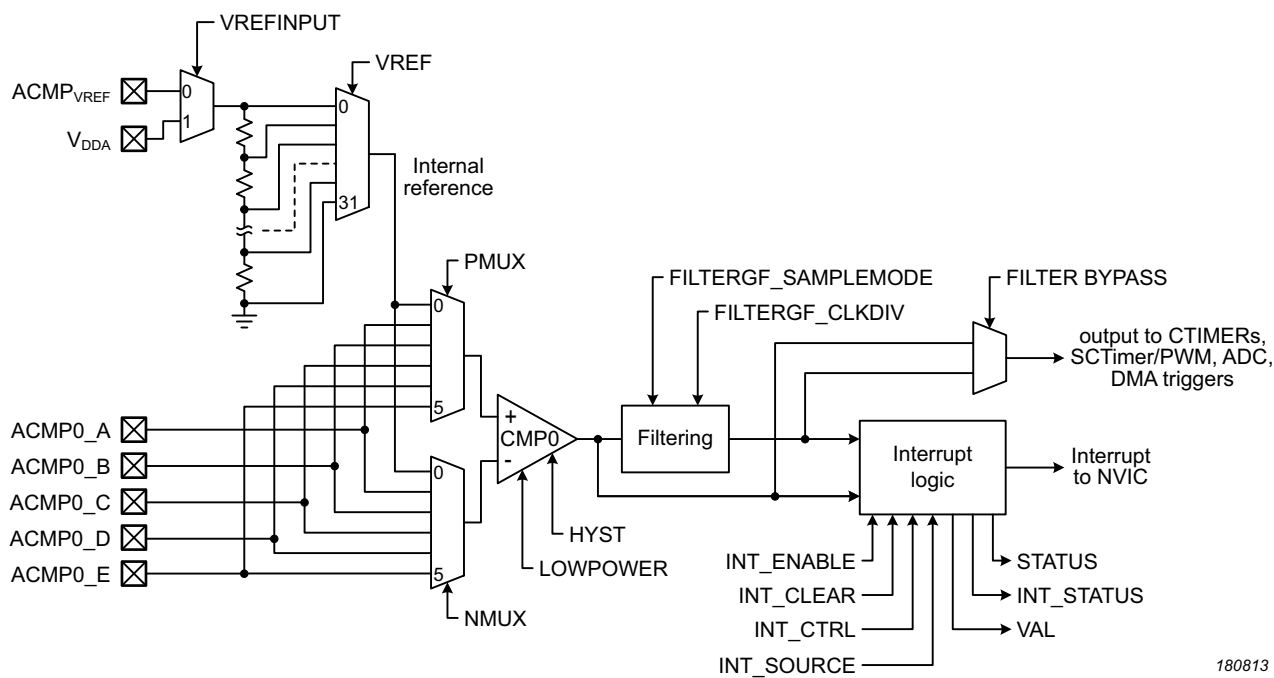 VREFINPUT
ACMPVREF
0
VDDA
1
VREF
0
31
Internal
reference
PMUX
0
5
ACMP0_A
ACMP0_B
ACMP0_C
ACMP0_D
ACMP0_E
0
5
NMUX
+
CMP0
-
HYST
LOWPOWER
FILTERGF_SAMPLEMODE
FILTERGF_CLKDIV
Filtering
FILTER BYPASS
output to CTIMERs,
SCTimer/PWM, ADC,
DMA triggers
Interrupt
logic
Interrupt
to NVIC
INT_ENABLE
INT_CLEAR
INT_CTRL
INT_SOURCE
STATUS
INT_STATUS
VAL
180813